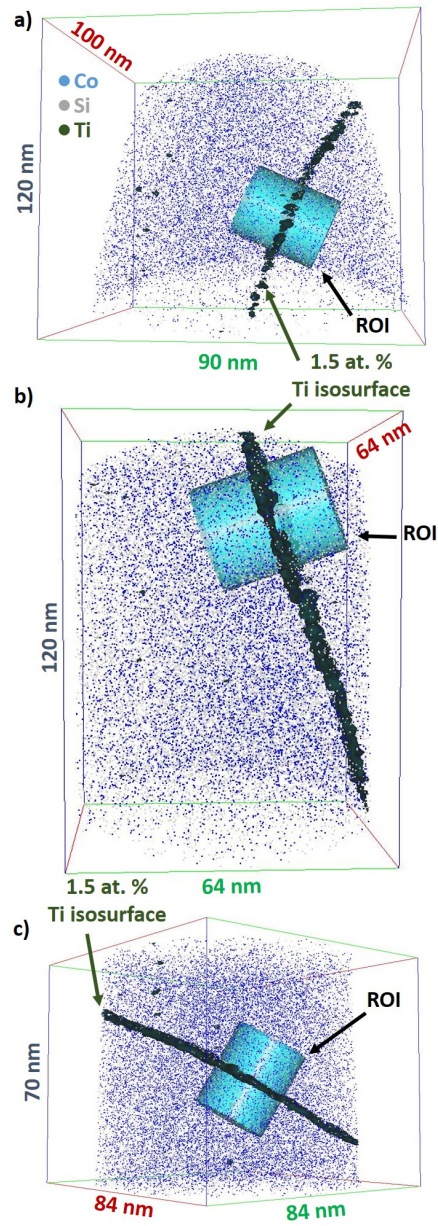 a)
100 nm
Co
Si
Ti
120 nm
ROI
90 nm
1.5 at. %
Ti isosurface
b)
64 nm
ROI
120 nm
64 nm
1.5 at. %
Ti isosurface
c)
ROI
70 nm
84 nm
84 nm